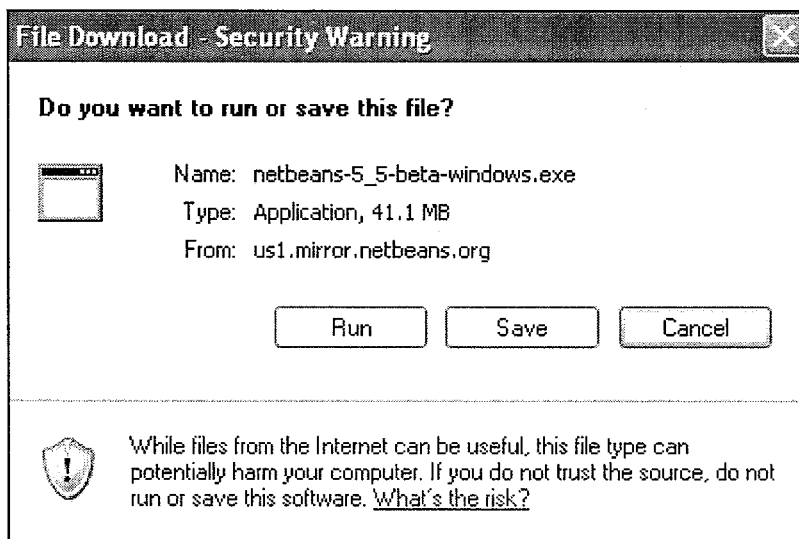 File Download - Security Warning
Do you want to run or save this file?
Name: netbeans-5_5-beta-windows.exe
Type: Application, 41.1 MB
From: us1.mirror.netbeans.org
Run Save Cancel
While files from the Internet can be useful, this file type can
potentially harm your computer. If you do not trust the source, do not
run or save this software. What's the risk?